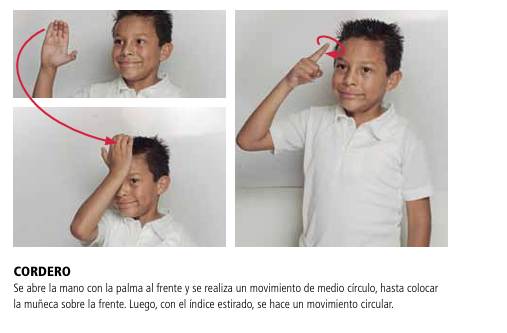 CORDERO
Se abre la mano con la palma al frente y se realiza un movimiento de medio círculo, hasta colocar
la muñeca sobre la frente. Luego, con el índice estirado, se hace un movimiento circular.